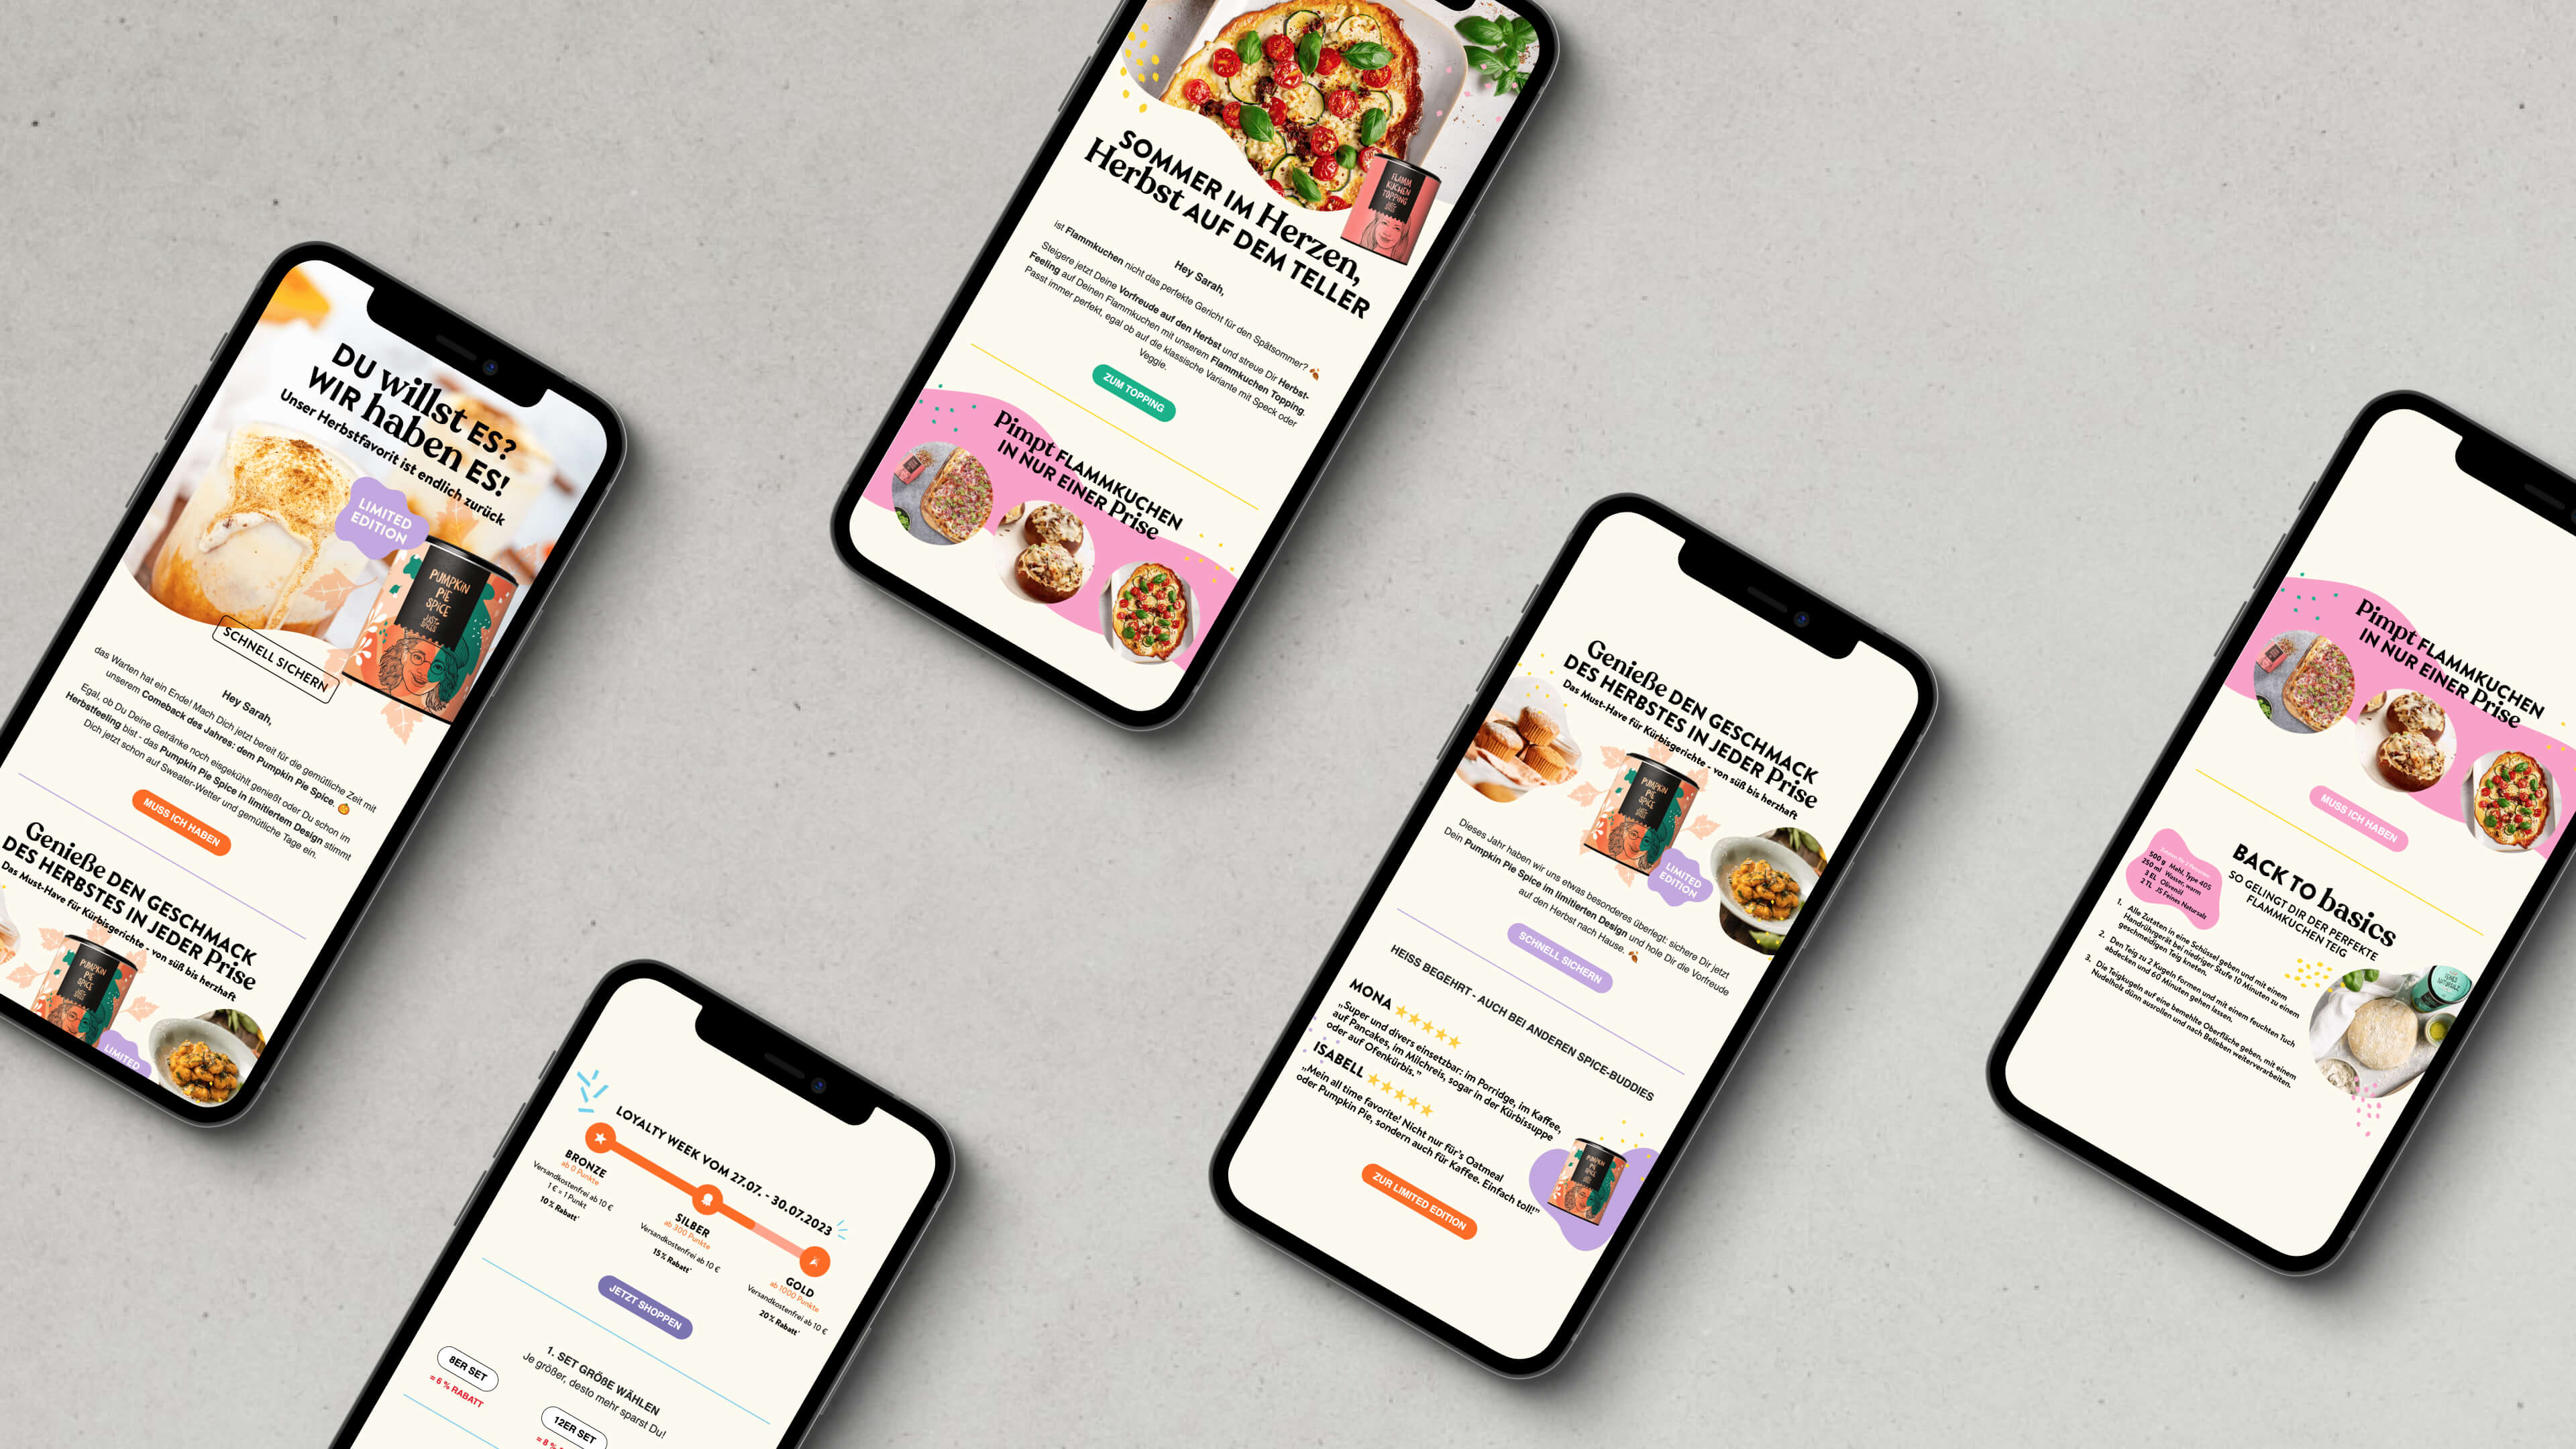 DU willst ES?
WIR haben ES!
Unser Herbstfavorit ist endlich zurück
LIMITED
EDITION
PUMPKIN
PIE
SPICE
JUST
SPICES
SCHNELL SICHERN
Hey Sarah,
das Warten hat ein Ende! Mach Dich jetzt bereit für die gemütliche Zeit mit
unserem Comeback des Jahres: dem Pumpkin Pie Spice. 🎃
Egal, ob Du Deine Getränke noch eisgekühlt genießt oder Du schon im
Herbstfeeling bist - das Pumpkin Pie Spice in limitiertem Design stimmt
Dich jetzt schon auf Sweater-Wetter und gemütliche Tage ein.
MUSS ICH HABEN
Genieße DEN GESCHMACK
DES HERBSTES IN JEDER Prise
Das Must-Have für Kürbisgerichte - von süß bis herzhaft
PUMPKIN
PIE
SPICE
LIMITED
SOMMER IM Herzen,
Herbst AUF DEM TELLER
FLAMM
KUCHEN
TOPPING
Hey Sarah,
ist Flammkuchen nicht das perfekte Gericht für den Spätsommer? 🍂
Steigere jetzt Deine Vorfreude auf den Herbst und streue Dir Herbst-
Feeling auf Deinen Flammkuchen mit unserem Flammkuchen Topping.
Passt immer perfekt, egal ob auf die klassische Variante mit Speck oder
Veggie.
ZUM TOPPING
Pimpt FLAMMKUCHEN
IN NUR EINER Prise
LOYALTY WEEK VOM 27.07. - 30.07.2023
BRONZE
ab 0 Punkte
Versandkostenfrei ab 10 €
1 € = 1 Punkt
10 % Rabatt*
SILBER
ab 300 Punkte
Versandkostenfrei ab 10 €
15 % Rabatt*
GOLD
ab 1000 Punkte
Versandkostenfrei ab 10 €
20 % Rabatt*
JETZT SHOPPEN
1. SET GRÖßE WÄHLEN
Je größer, desto mehr sparst Du!
8ER SET
= 6 % RABATT
12ER SET
= 8 %
Genieße DEN GESCHMACK
DES HERBSTES IN JEDER Prise
Das Must-Have für Kürbisgerichte - von süß bis herzhaft
PUMPKIN
PIE
SPICE
LIMITED
EDITION
Dieses Jahr haben wir uns etwas besonderes überlegt: sichere Dir jetzt
Dein Pumpkin Pie Spice im limitierten Design und hole Dir die Vorfreude
auf den Herbst nach Hause. 🍂
SCHNELL SICHERN
HEISS BEGEHRT - AUCH BEI ANDEREN SPICE-BUDDIES
MONA ★★★★★
„Super und divers einsetzbar: im Porridge, im Kaffee,
auf Pancakes, im Milchreis, sogar in der Kürbissuppe
oder auf Ofenkürbis.“
ISABELL ★★★★★
„Mein all time favorite! Nicht nur für's Oatmeal
oder Pumpkin Pie, sondern auch für Kaffee. Einfach toll!“
PUMPKIN
PIE
SPICE
ZUR LIMITED EDITION
Pimpt FLAMMKUCHEN
IN NUR EINER Prise
MUSS ICH HABEN
BACK TO basics
SO GELINGT DIR DER PERFEKTE
FLAMMKUCHEN TEIG
500 g Mehl, Type 405
250 ml Wasser, warm
3 EL Olivenöl
2 TL JS Feines Natursalz
1. Alle Zutaten in eine Schüssel geben und mit einem
Handrührgerät bei niedriger Stufe 10 Minuten zu einem
geschmeidigen Teig kneten.
2. Den Teig zu 2 Kugeln formen und mit einem feuchten Tuch
abdecken und 60 Minuten gehen lassen.
3. Die Teigkugeln auf eine bemehlte Oberfläche geben, mit einem
Nudelholz dünn ausrollen und nach Belieben weiterverarbeiten.